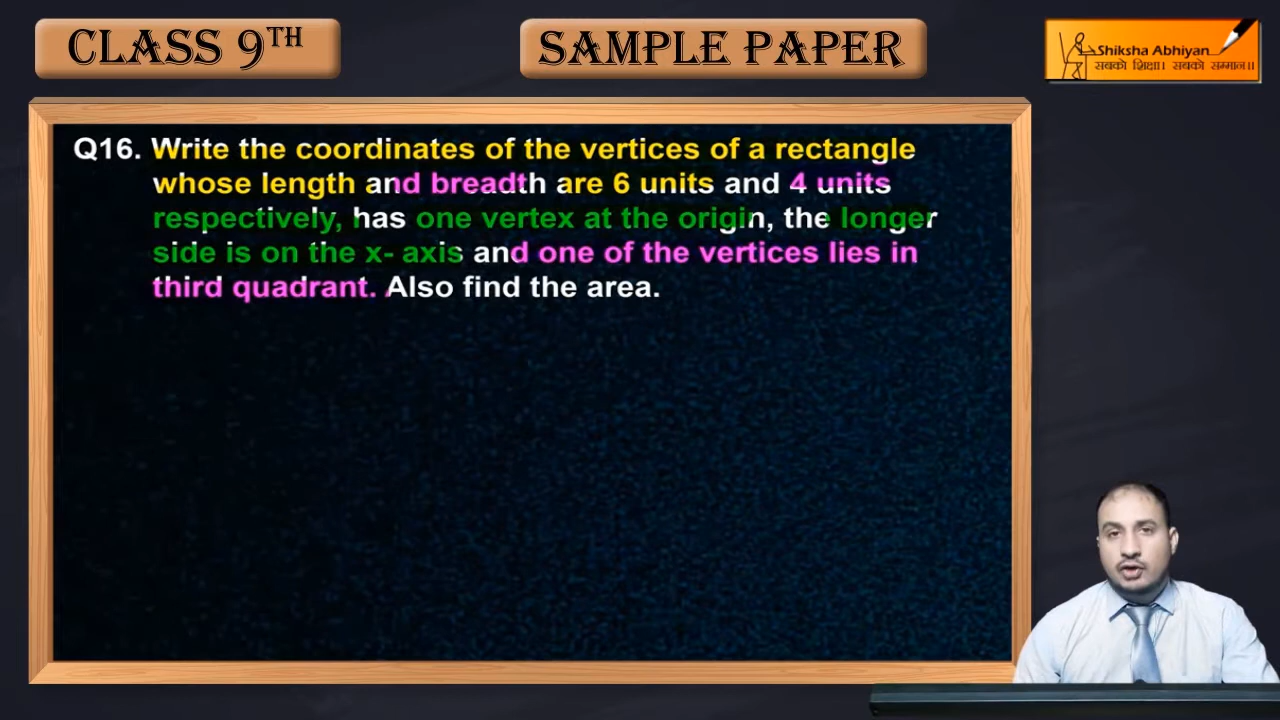 CLASS 9TH
SAMPLE PAPER
Shiksha Abhiyan
सबको शिक्षा। सबको सम्मान॥
Q16. Write the coordinates of the vertices of a rectangle
whose length and breadth are 6 units and 4 units
respectively, has one vertex at the origin, the longer
side is on the x- axis and one of the vertices lies in
third quadrant. Also find the area.